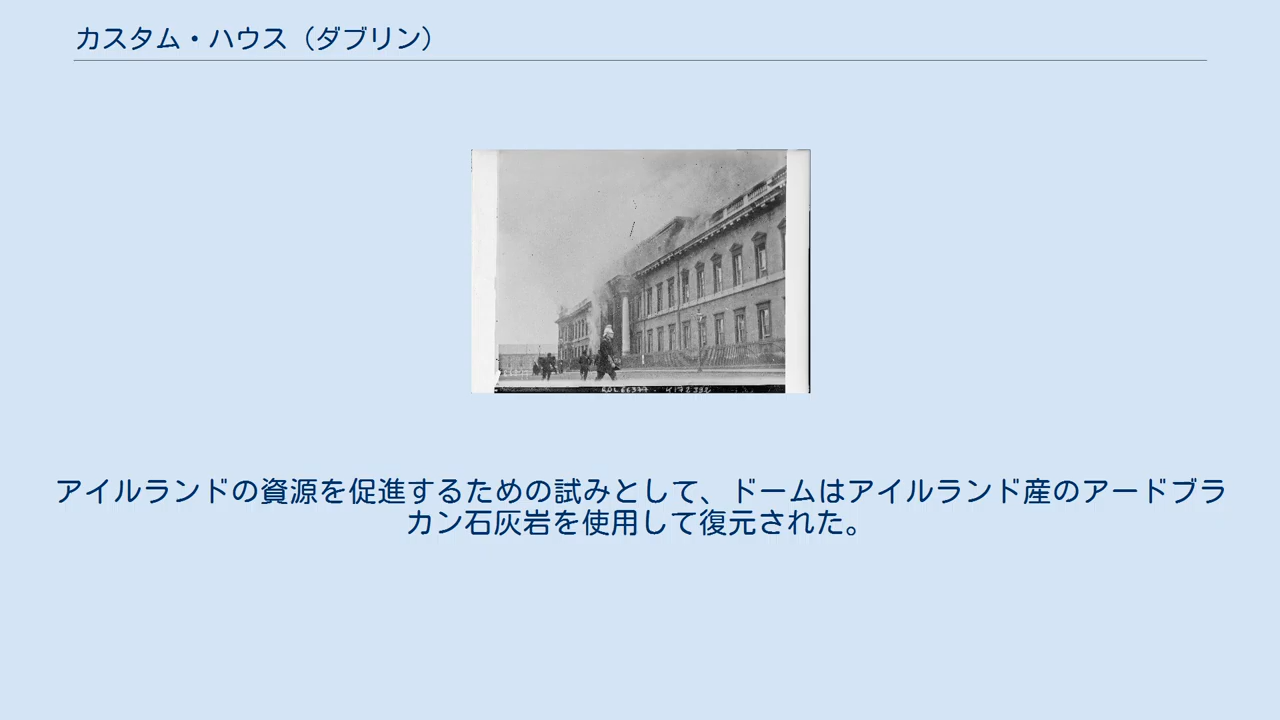 カスタム・ハウス（ダブリン）
アイルランドの資源を促進するための試みとして、ドームはアイルランド産のアードブラ
カン石灰岩を使用して復元された。